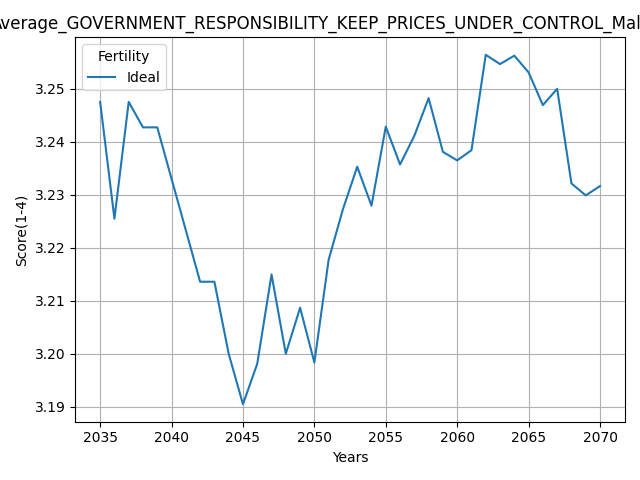 Average_GOVERNMENT_RESPONSIBILITY_KEEP_PRICES_UNDER_CONTROL_Mal
Fertility
Ideal
Score(1-4)
3.25
3.24
3.23
3.22
3.21
3.20
3.19
2035 2040 2045 2050 2055 2060 2065 2070
Years